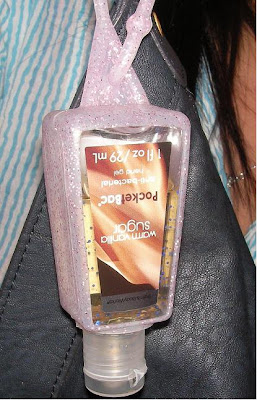 warm vanilla
sugar
PocketBac
anti-bacterial
hand gel
1 fl oz / 29 mL